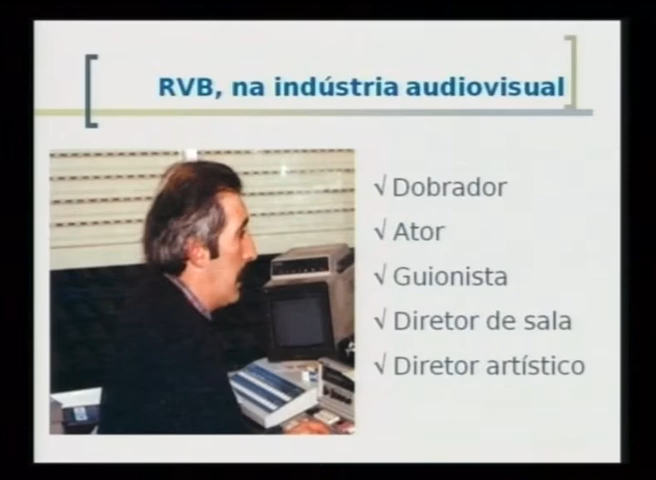 RVB, na indústria audiovisual
√ Dobrador
√ Ator
√ Guionista
√ Diretor de sala
√ Diretor artístico